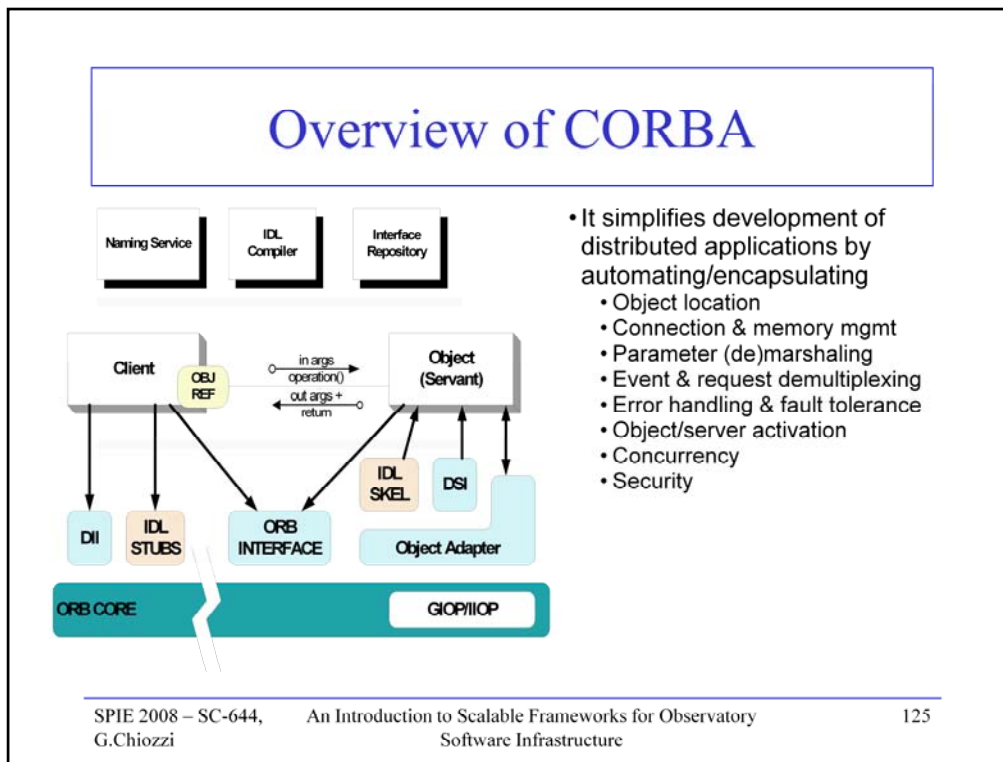 Overview of CORBA
Naming Service
IDL
Compiler
Interface
Repository
Client
OBJ
REF
in args
operation()
out args +
return
Object
(Servant)
DII
IDL
STUBS
ORB
INTERFACE
IDL
SKEL
DSI
Object Adapter
ORB CORE
GIOP/IIOP
• It simplifies development of
distributed applications by
automating/encapsulating
• Object location
• Connection & memory mgmt
• Parameter (de)marshaling
• Event & request demultiplexing
• Error handling & fault tolerance
• Object/server activation
• Concurrency
• Security
SPIE 2008 – SC-644,
G.Chiozzi
An Introduction to Scalable Frameworks for Observatory
Software Infrastructure
125